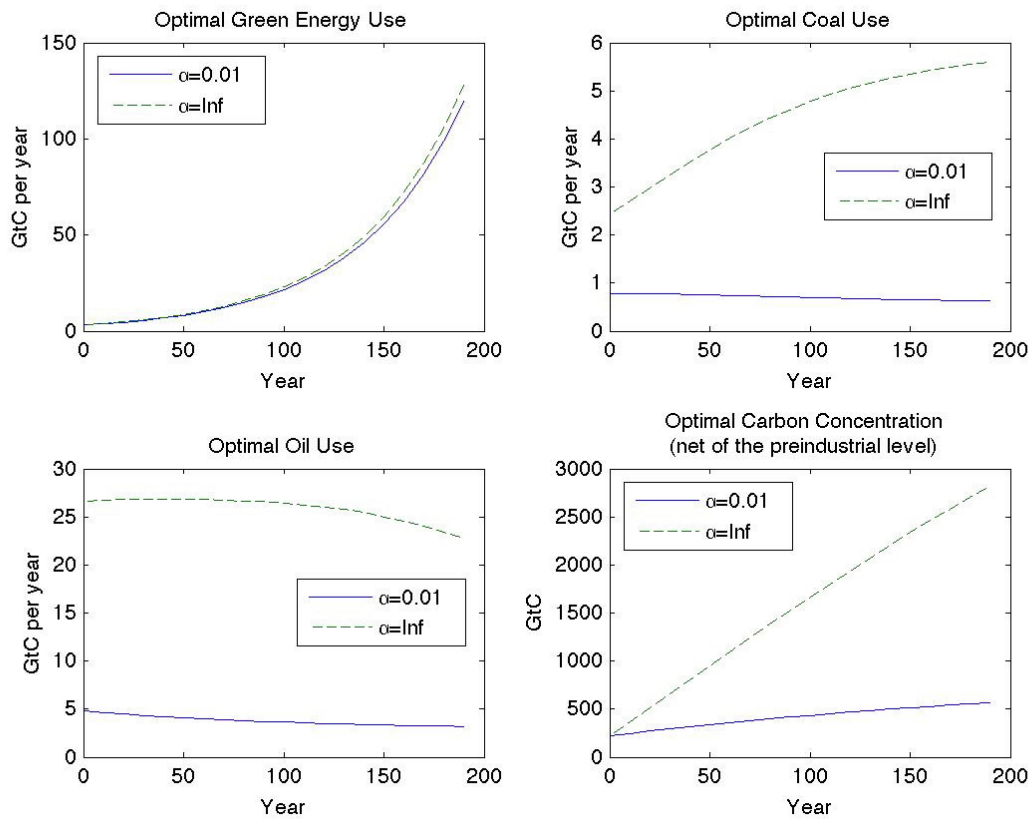 Optimal Green Energy Use
150
100
50
0
GtC per year
α=0.01
α=Inf
0 50 100 150 200
Year
Optimal Coal Use
6
5
4
3
2
1
0
GtC per year
α=0.01
α=Inf
0 50 100 150 200
Year
Optimal Oil Use
30
25
20
15
10
5
0
GtC per year
α=0.01
α=Inf
0 50 100 150 200
Year
Optimal Carbon Concentration
(net of the preindustrial level)
3000
2500
2000
1500
1000
500
0
GtC
α=0.01
α=Inf
0 50 100 150 200
Year